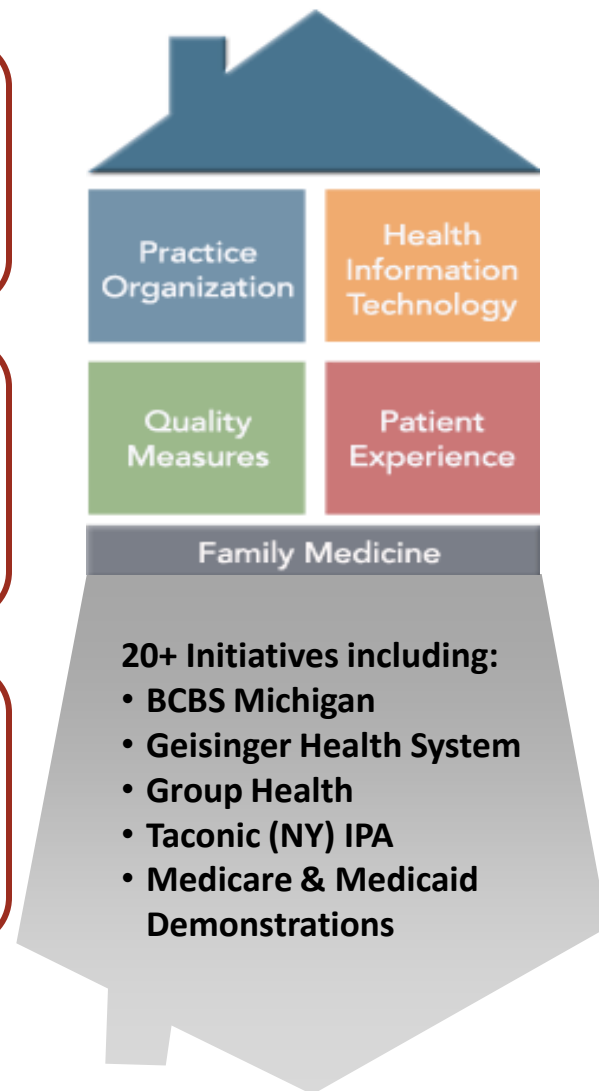 Practice
Organization
Health
Information
Technology
Quality
Measures
Patient
Experience
Family Medicine
20+ Initiatives including:
• BCBS Michigan
• Geisinger Health System
• Group Health
• Taconic (NY) IPA
• Medicare & Medicaid
Demonstrations